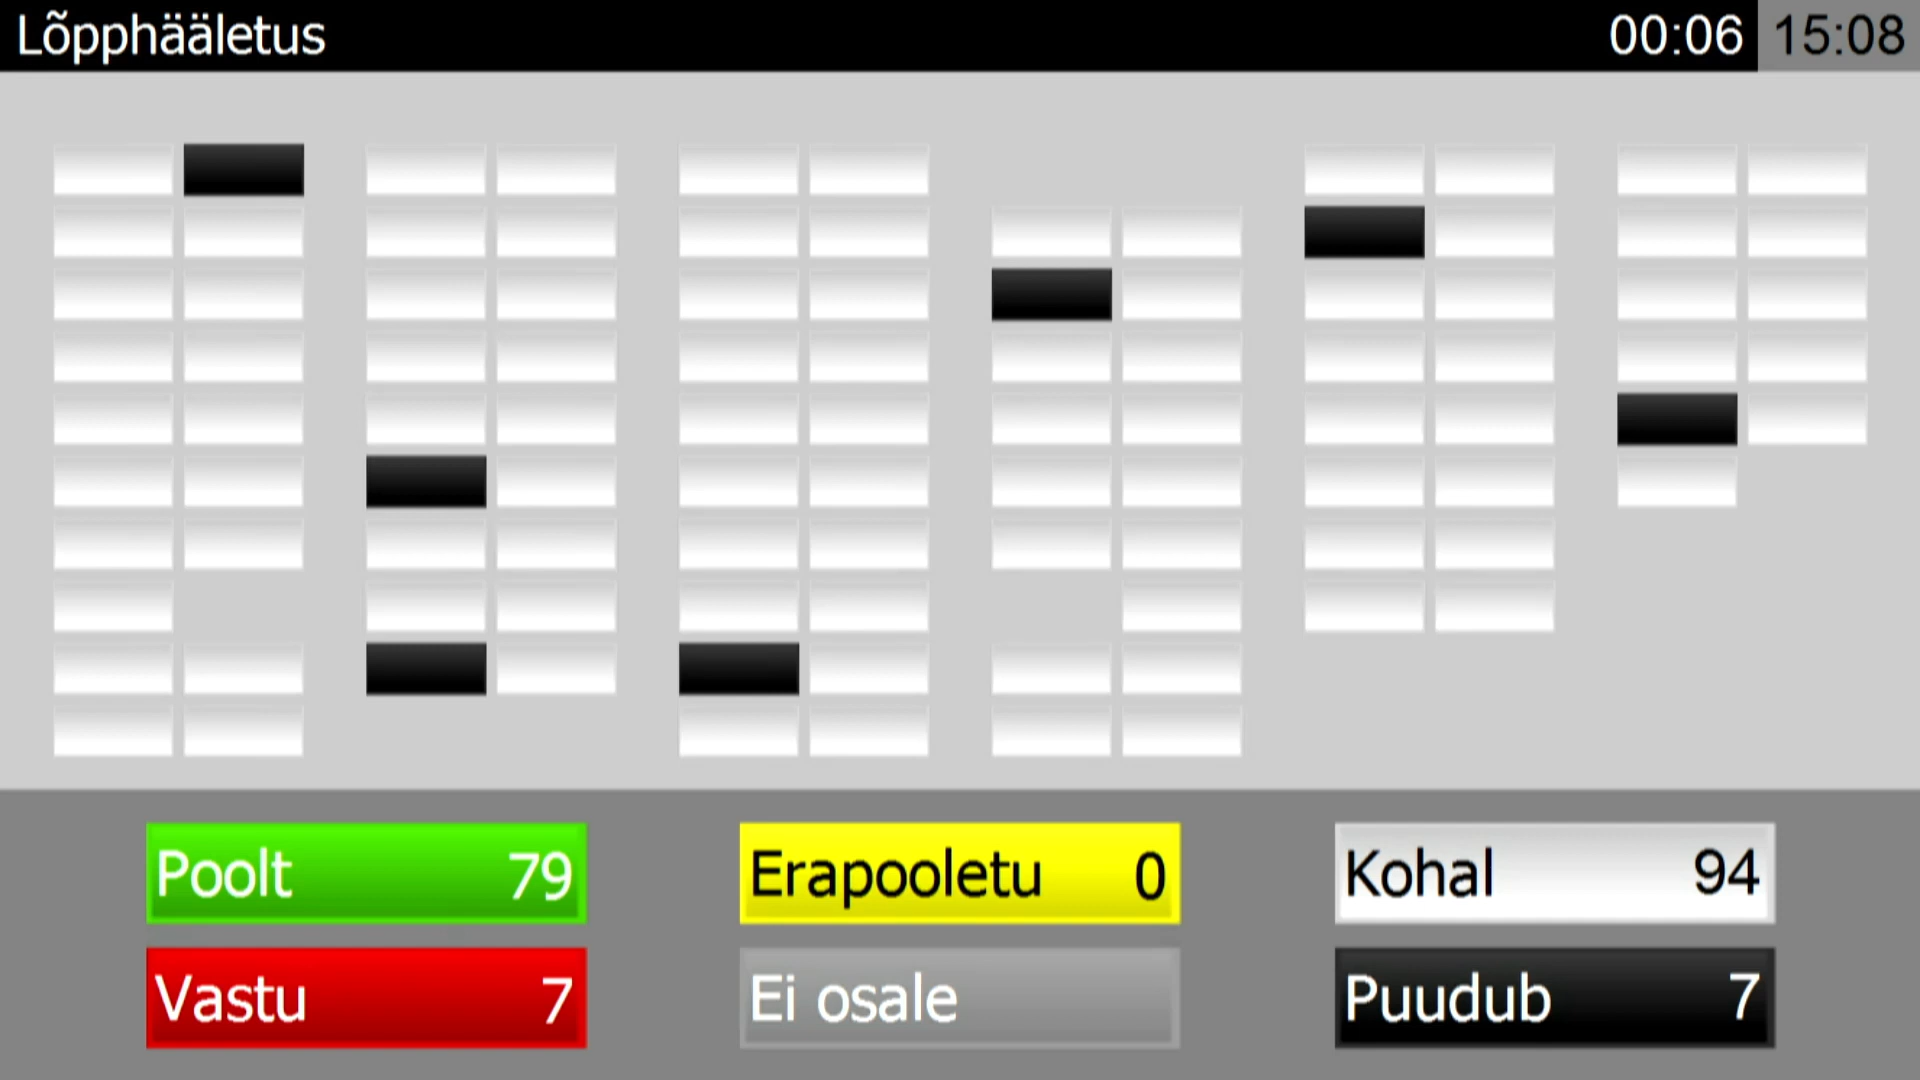 Lõpphääletus 00:06 15:08
Poolt 79 Erapooletu 0 Kohal 94
Vastu 7 Ei osale Puudub 7